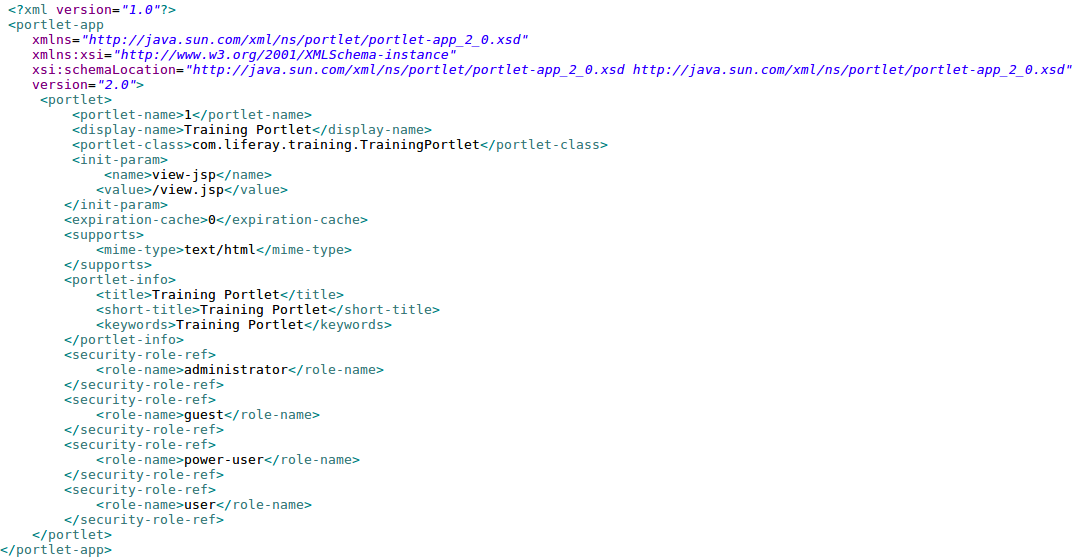 <?xml version="1.0"?>
<portlet-app
xmlns="http://java.sun.com/xml/ns/portlet/portlet-app_2_0.xsd"
xmlns:xsi="http://www.w3.org/2001/XMLSchema-instance"
xsi:schemaLocation="http://java.sun.com/xml/ns/portlet/portlet-app_2_0.xsd http://java.sun.com/xml/ns/portlet/portlet-app_2_0.xsd"
version="2.0">
<portlet>
<portlet-name>1</portlet-name>
<display-name>Training Portlet</display-name>
<portlet-class>com.liferay.training.TrainingPortlet</portlet-class>
<init-param>
<name>view-jsp</name>
<value>/view.jsp</value>
</init-param>
<expiration-cache>0</expiration-cache>
<supports>
<mime-type>text/html</mime-type>
</supports>
<portlet-info>
<title>Training Portlet</title>
<short-title>Training Portlet</short-title>
<keywords>Training Portlet</keywords>
</portlet-info>
<security-role-ref>
<role-name>administrator</role-name>
</security-role-ref>
<security-role-ref>
<role-name>guest</role-name>
</security-role-ref>
<security-role-ref>
<role-name>power-user</role-name>
</security-role-ref>
<security-role-ref>
<role-name>user</role-name>
</security-role-ref>
</portlet>
</portlet-app>